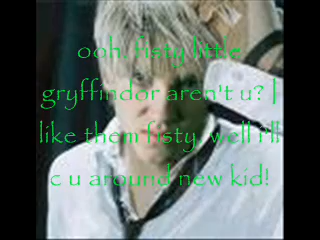 ooh. fisty little
gryffindor aren't u? I
like them fisty. well i'll
c u around new kid!